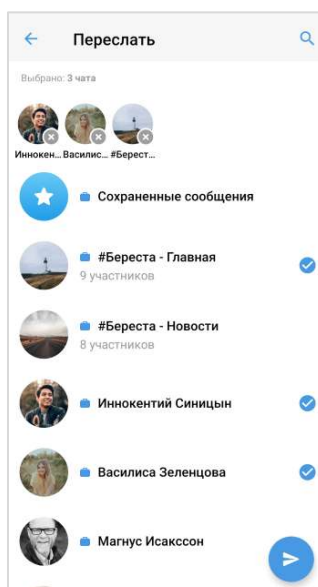 Переслать
Выбрано: 3 чата
Иннокен... Василис... #Берест...
Сохраненные сообщения
#Береста - Главная
9 участников
#Береста - Новости
8 участников
Иннокентий Синицын
Василиса Зеленцова
Магнус Исакссон